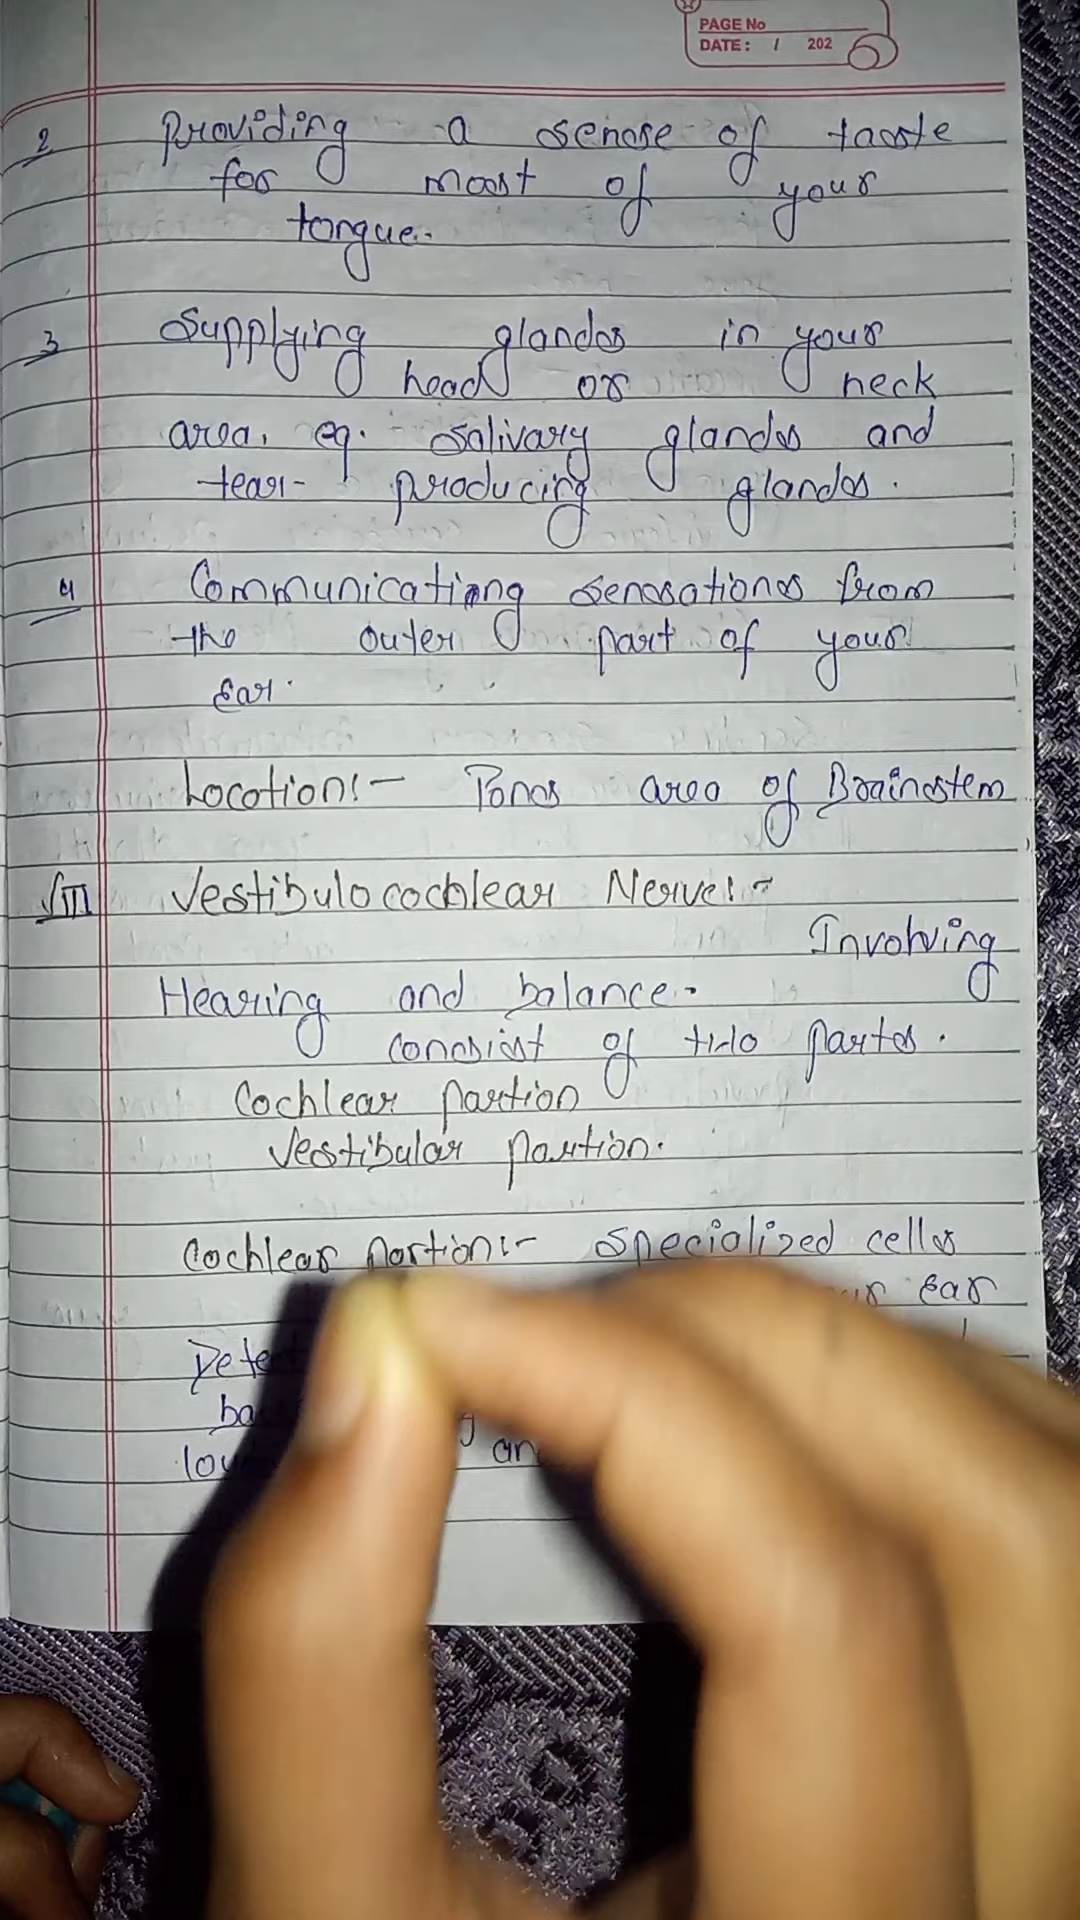 PAGE No
DATE: / 202
2 Providing a sense of taste
for most of your
tongue.
3 Supplying glands in your
head or neck
area, eg. salivary glands and
tear- producing glands.
4 Communicating sensations from
the outer part of your
Ear.
Location:- Pons area of Brainstem
VIII Vestibulocochlear Nerve:-
Involving
Hearing and balance.
consist of two parts.
Cochlear partion
Vestibular partion.
Cochlear portion:- specialized cells
Ear